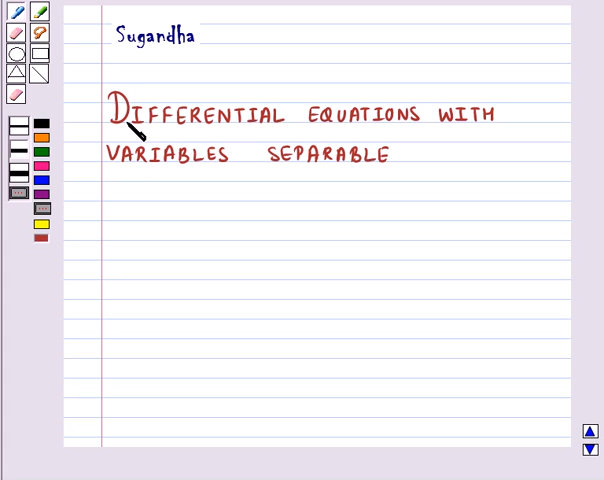 Sugandha
DIFFERENTIAL EQUATIONS WITH
VARIABLES SEPARABLE